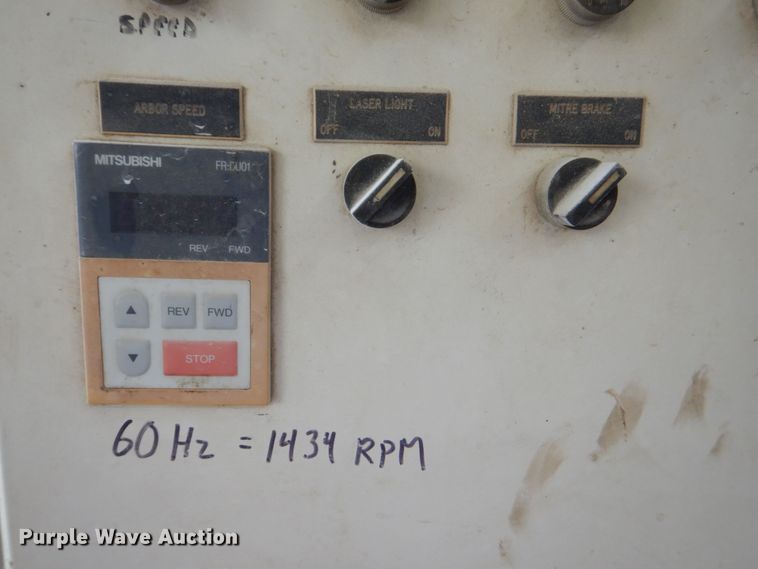 SPEED
ARBOR SPEED
LASER LIGHT
OFF ON
MITRE BRAKE
OFF ON
MITSUBISHI FR-DU01
REV FWD
▲ REV FWD
▼ STOP
60 Hz = 1434 RPM
Purple Wave Auction